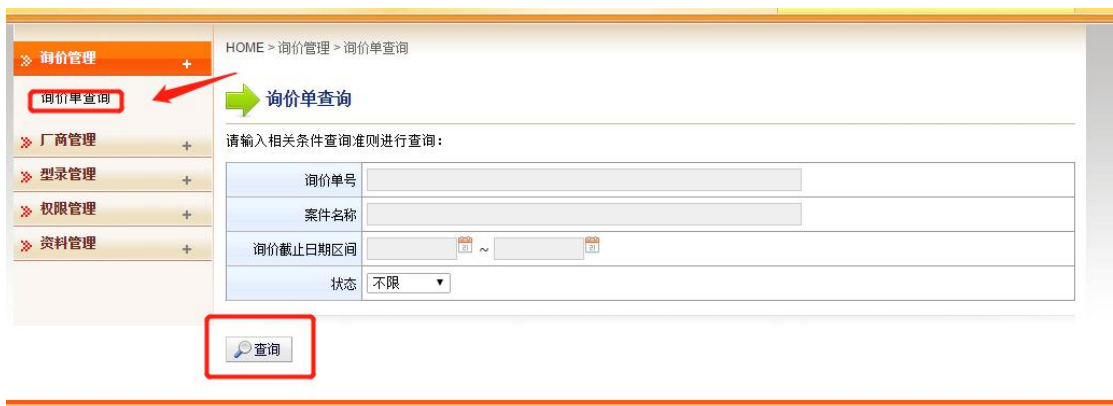 HOME > 询价管理 > 询价单查询
询价管理 +
询价单查询
厂商管理 +
型录管理 +
权限管理 +
资料管理 +
询价单查询
请输入相关条件查询准则进行查询：
询价单号
案件名称
询价截止日期区间 ~
状态 不限
查询